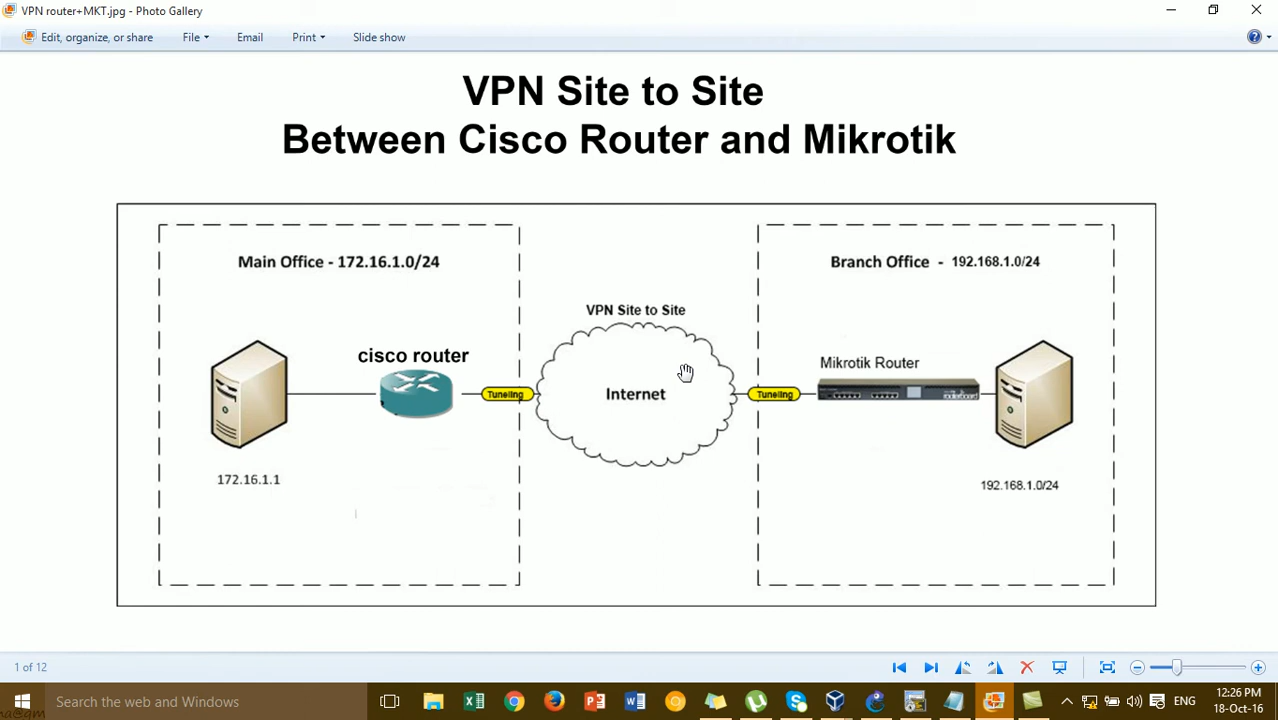 VPN router+MKT.jpg - Photo Gallery
Edit, organize, or share File Email Print Slide show
VPN Site to Site
Between Cisco Router and Mikrotik
Main Office - 172.16.1.0/24
Branch Office - 192.168.1.0/24
VPN Site to Site
cisco router
Mikrotik Router
Tuneling
Internet
Tuneling
172.16.1.1
192.168.1.0/24
1 of 12
Search the web and Windows
ENG
12:26 PM
18-Oct-16